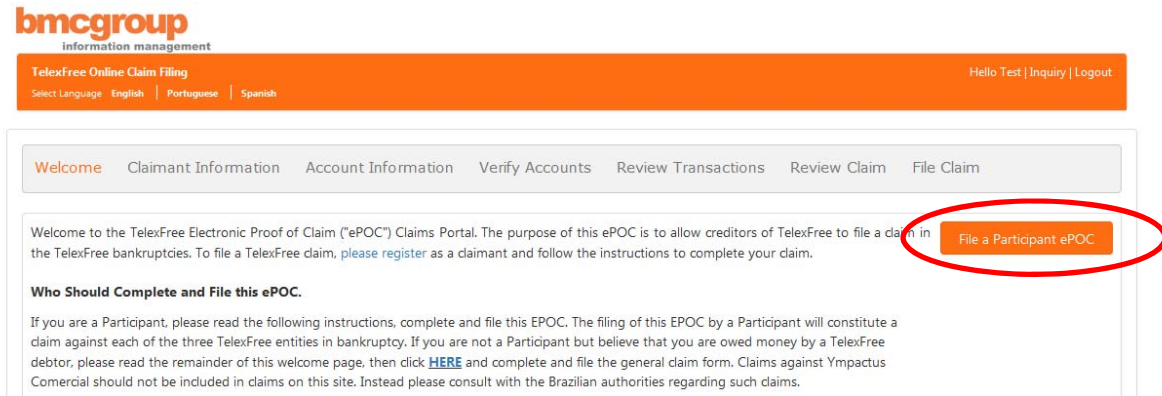 bmcgroup
information management
TelexFree Online Claim Filing
Hello Test | Inquiry | Logout
Select Language English | Portuguese | Spanish
Welcome Claimant Information Account Information Verify Accounts Review Transactions Review Claim File Claim
Welcome to the TelexFree Electronic Proof of Claim ("ePOC") Claims Portal. The purpose of this ePOC is to allow creditors of TelexFree to file a claim in
the TelexFree bankruptcies. To file a TelexFree claim, please register as a claimant and follow the instructions to complete your claim.
File a Participant ePOC
Who Should Complete and File this ePOC.
If you are a Participant, please read the following instructions, complete and file this EPOC. The filing of this EPOC by a Participant will constitute a
claim against each of the three TelexFree entities in bankruptcy. If you are not a Participant but believe that you are owed money by a TelexFree
debtor, please read the remainder of this welcome page, then click HERE and complete and file the general claim form. Claims against Ympactus
Comercial should not be included in claims on this site. Instead please consult with the Brazilian authorities regarding such claims.